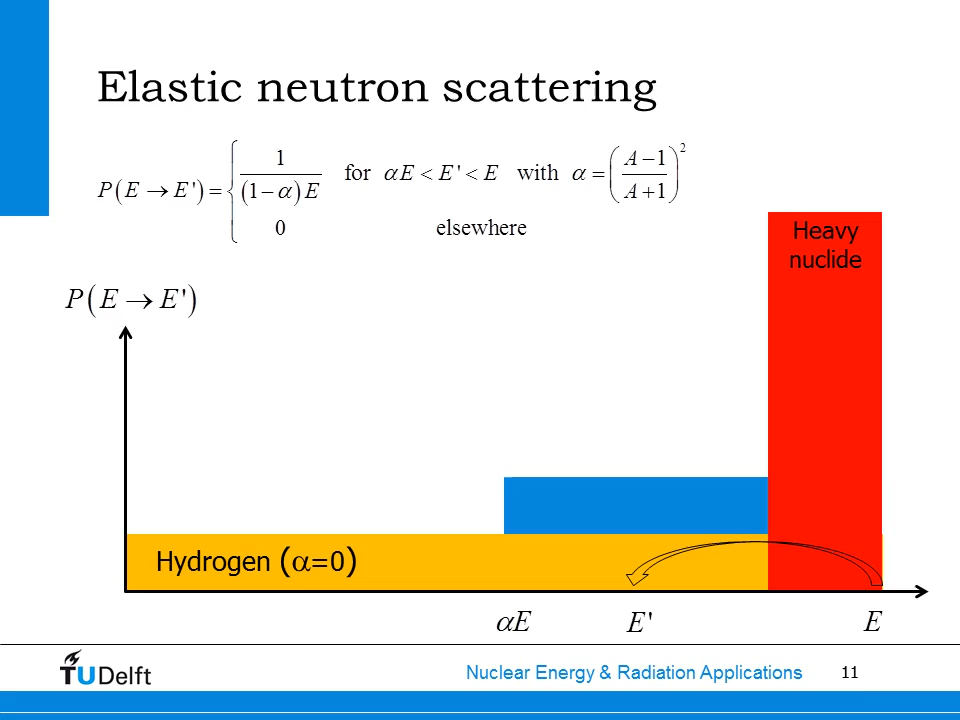 Elastic neutron scattering
P(E → E') = { 1/((1−α)E) for αE < E' < E with α = ((A−1)/(A+1))²
0 elsewhere
Heavy
nuclide
P(E → E')
Hydrogen (α=0)
αE E' E
TUDelft
Nuclear Energy & Radiation Applications 11